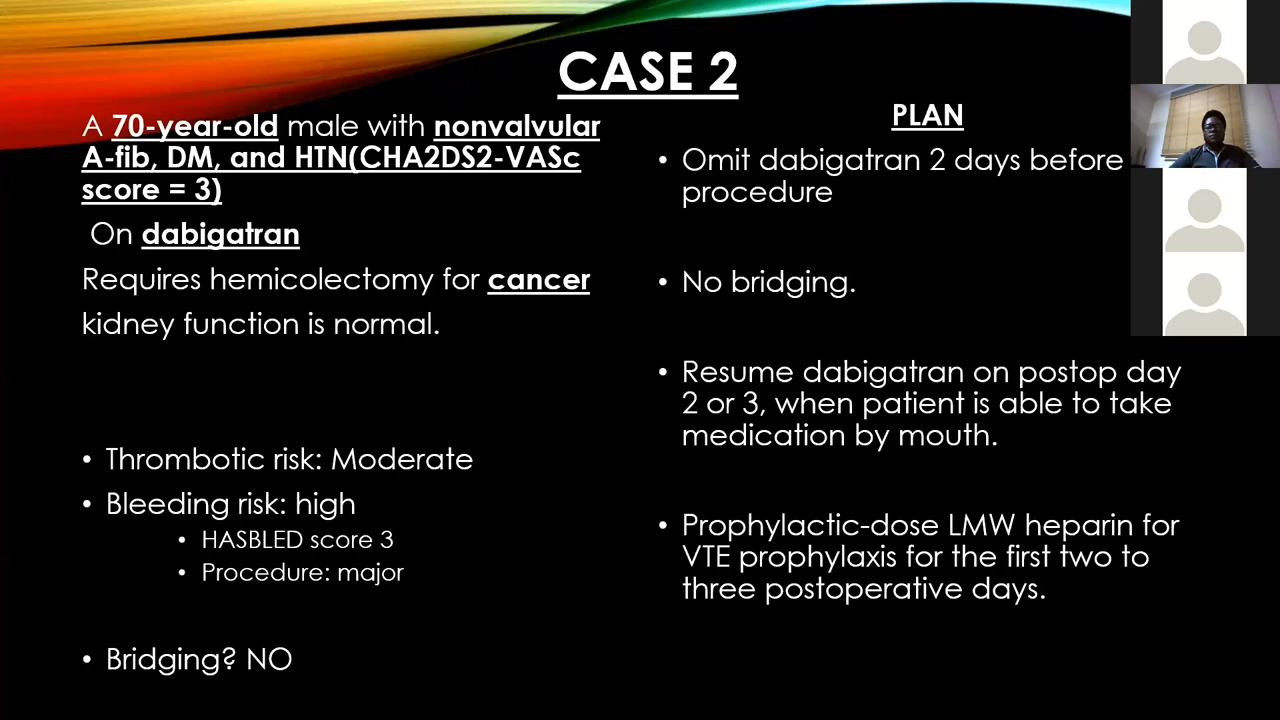 CASE 2
A 70-year-old male with nonvalvular
A-fib, DM, and HTN(CHA2DS2-VASc
score = 3)
On dabigatran
Requires hemicolectomy for cancer
kidney function is normal.
• Thrombotic risk: Moderate
• Bleeding risk: high
• HASBLED score 3
• Procedure: major
• Bridging? NO
PLAN
• Omit dabigatran 2 days before
procedure
• No bridging.
• Resume dabigatran on postop day
2 or 3, when patient is able to take
medication by mouth.
• Prophylactic-dose LMW heparin for
VTE prophylaxis for the first two to
three postoperative days.